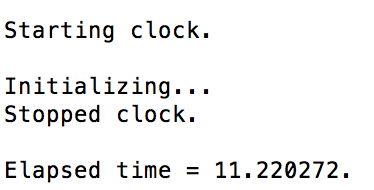 Starting clock.
Initializing...
Stopped clock.
Elapsed time = 11.220272.